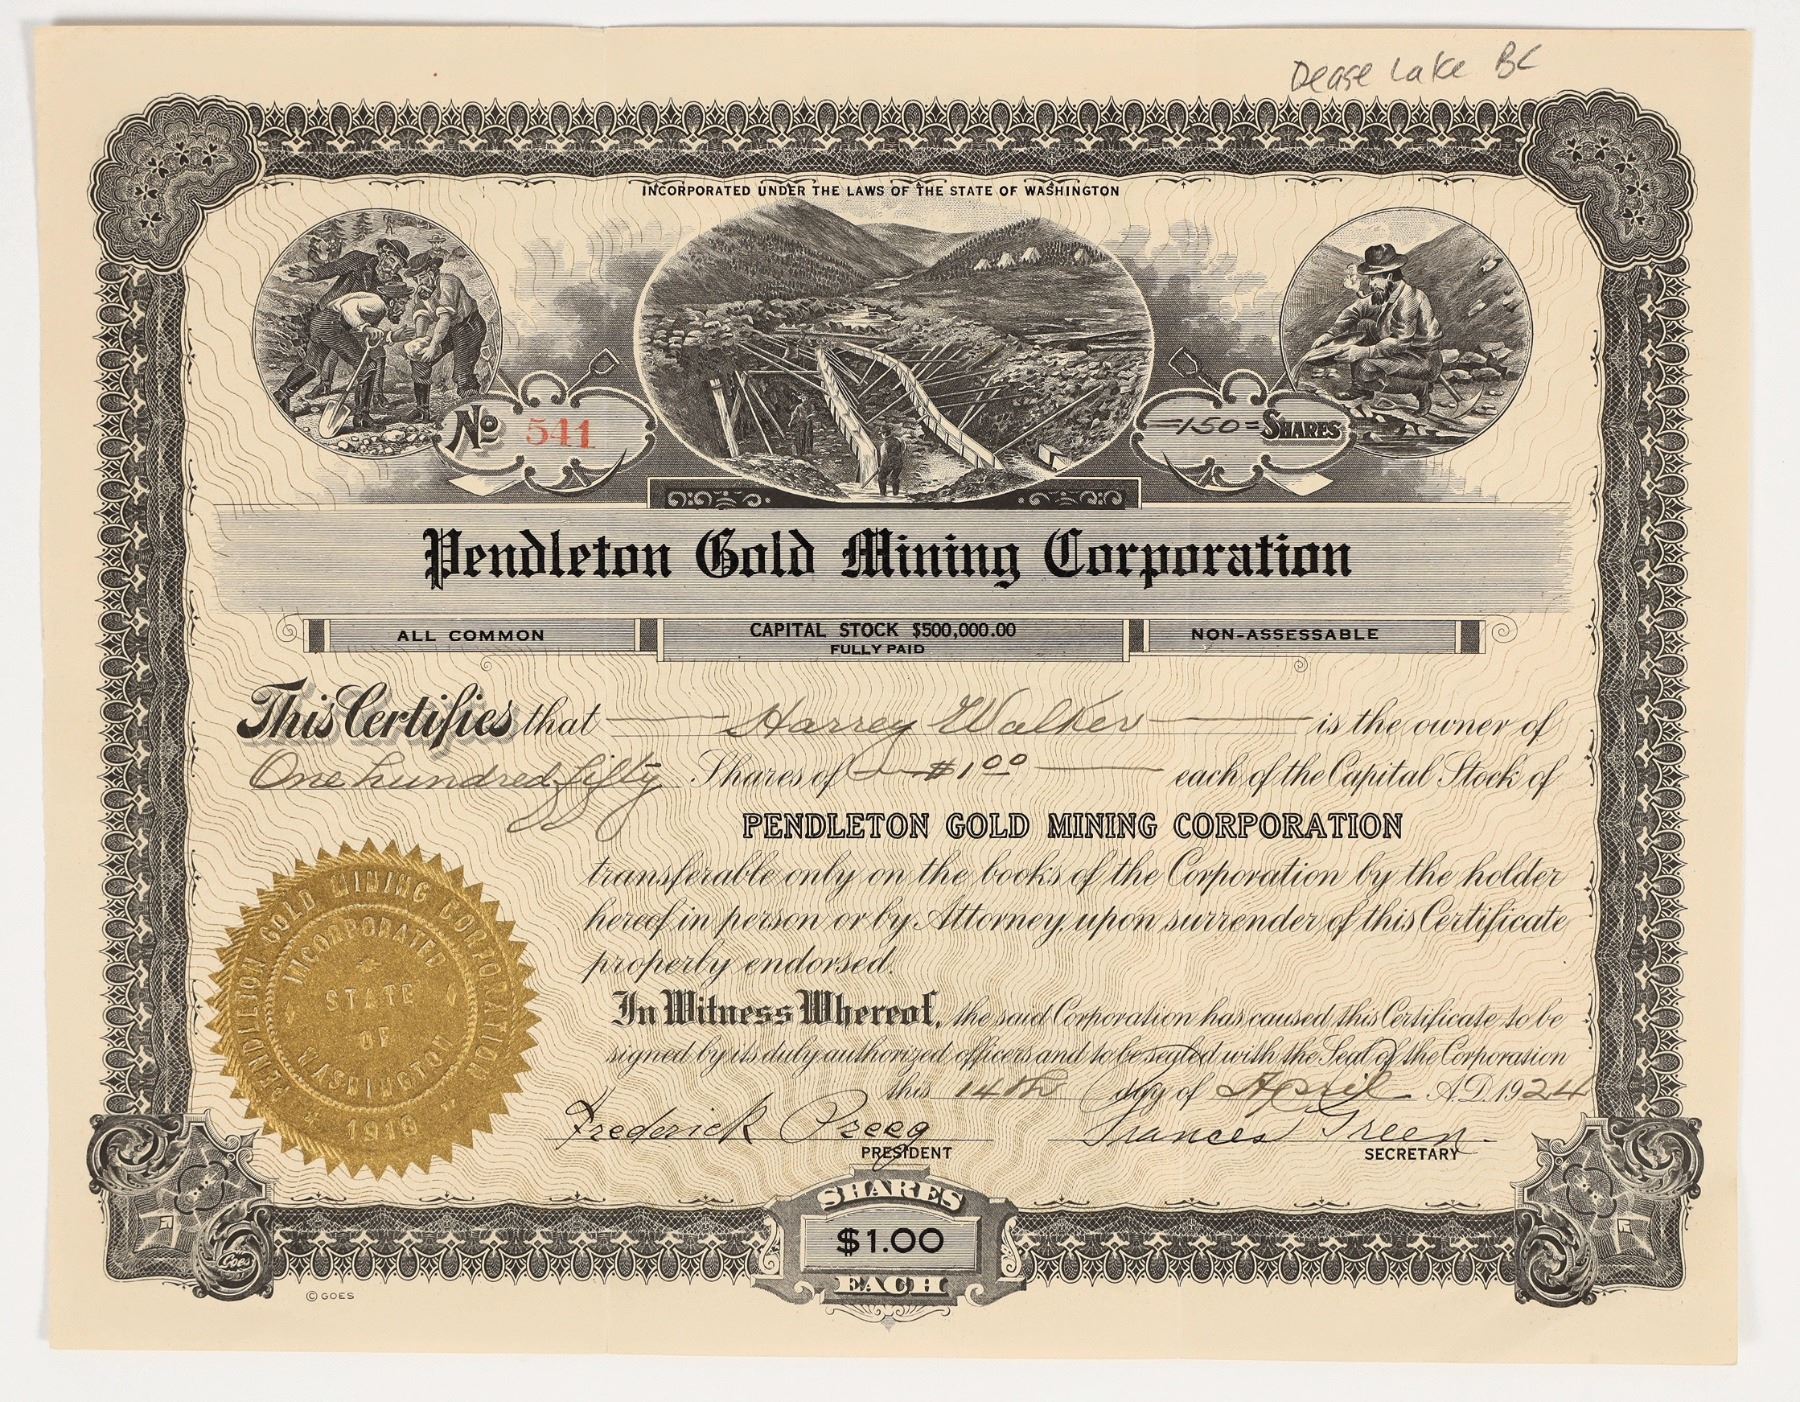 Dease Lake BC
INCORPORATED UNDER THE LAWS OF THE STATE OF WASHINGTON
No 541
-150= SHARES
Pendleton Gold Mining Corporation
ALL COMMON
CAPITAL STOCK $500,000.00
FULLY PAID
NON-ASSESSABLE
This Certifies that Harrey Walker is the owner of
One hundred fifty Shares of $1.00 each of the Capital Stock of
PENDLETON GOLD MINING CORPORATION
transferable only on the books of the Corporation by the holder
hereof in person or by Attorney, upon surrender of this Certificate
properly endorsed.
In Witness Whereof, the said Corporation has caused this Certificate to be
signed by its duly authorized officers and to be sealed with the Seal of the Corporation
this 14th day of April A.D. 1924
Frederick
PRESIDENT
Frances Green
SECRETARY
PENDLETON GOLD MINING CORPORATION
INCORPORATED
STATE
OF
WASHINGTON
1916
SHARES
$1.00
EACH
Goes
© GOES